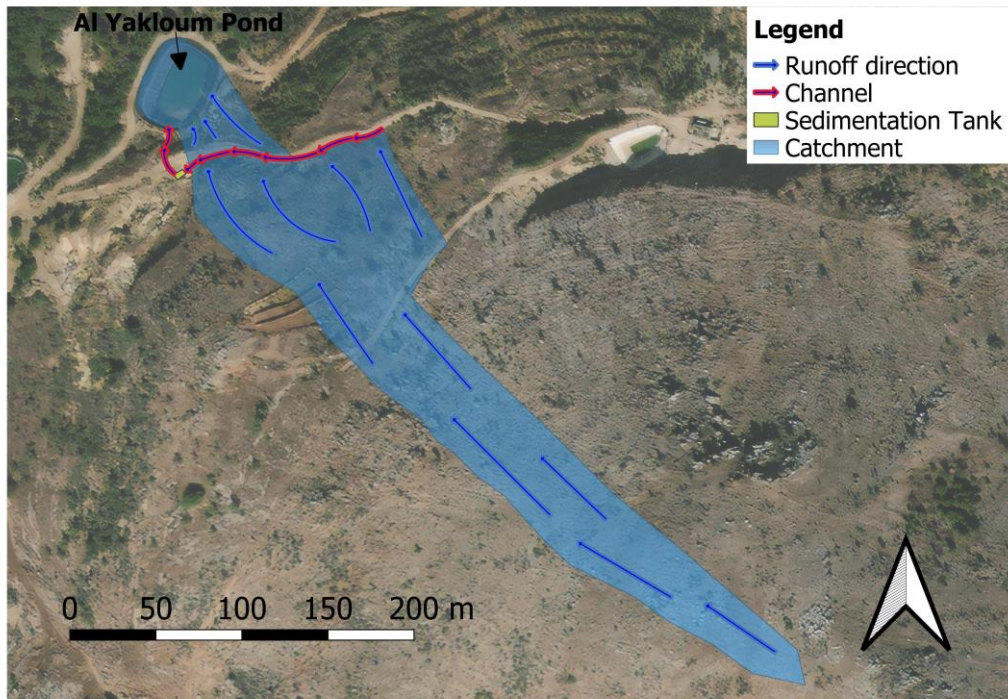 Al Yakloum Pond
Legend
Runoff direction
Channel
Sedimentation Tank
Catchment
0 50 100 150 200 m